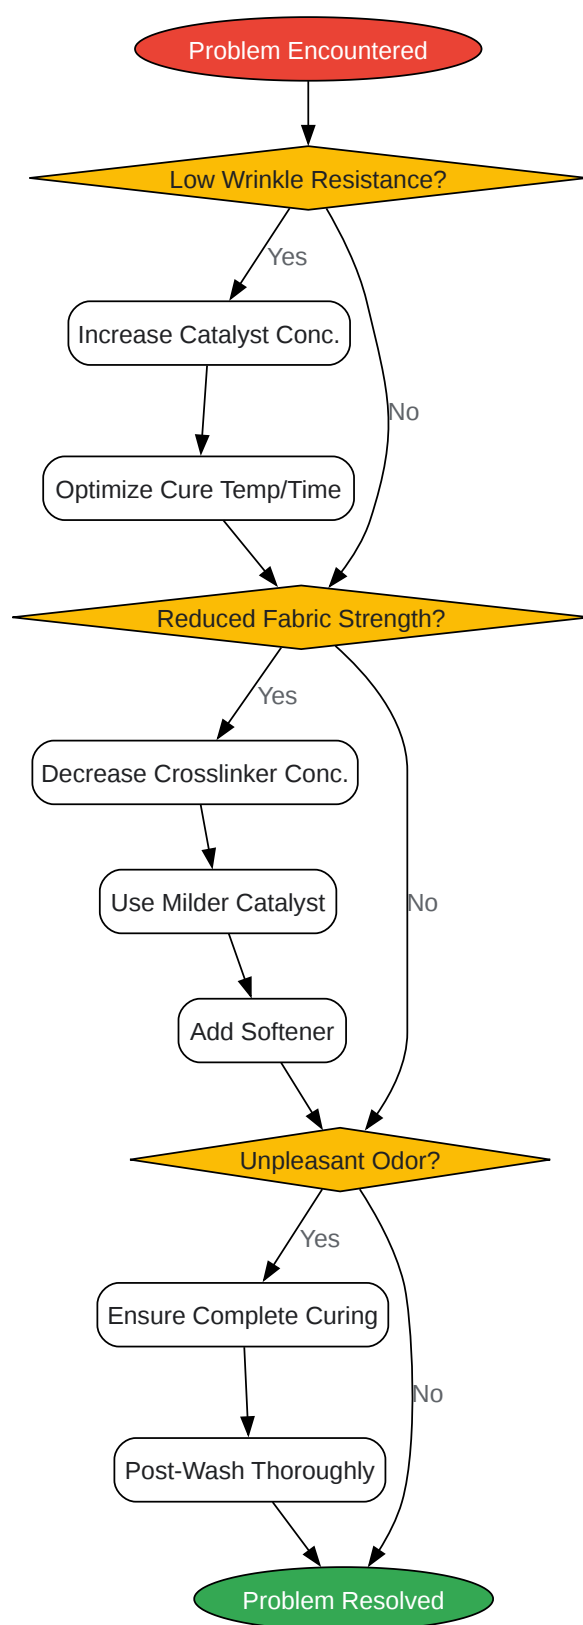 Problem Encountered
Low Wrinkle Resistance?
Yes
Increase Catalyst Conc.
No
Optimize Cure Temp/Time
Reduced Fabric Strength?
Yes
Decrease Crosslinker Conc.
Use Milder Catalyst
No
Add Softener
Unpleasant Odor?
Yes
Ensure Complete Curing
No
Post-Wash Thoroughly
Problem Resolved